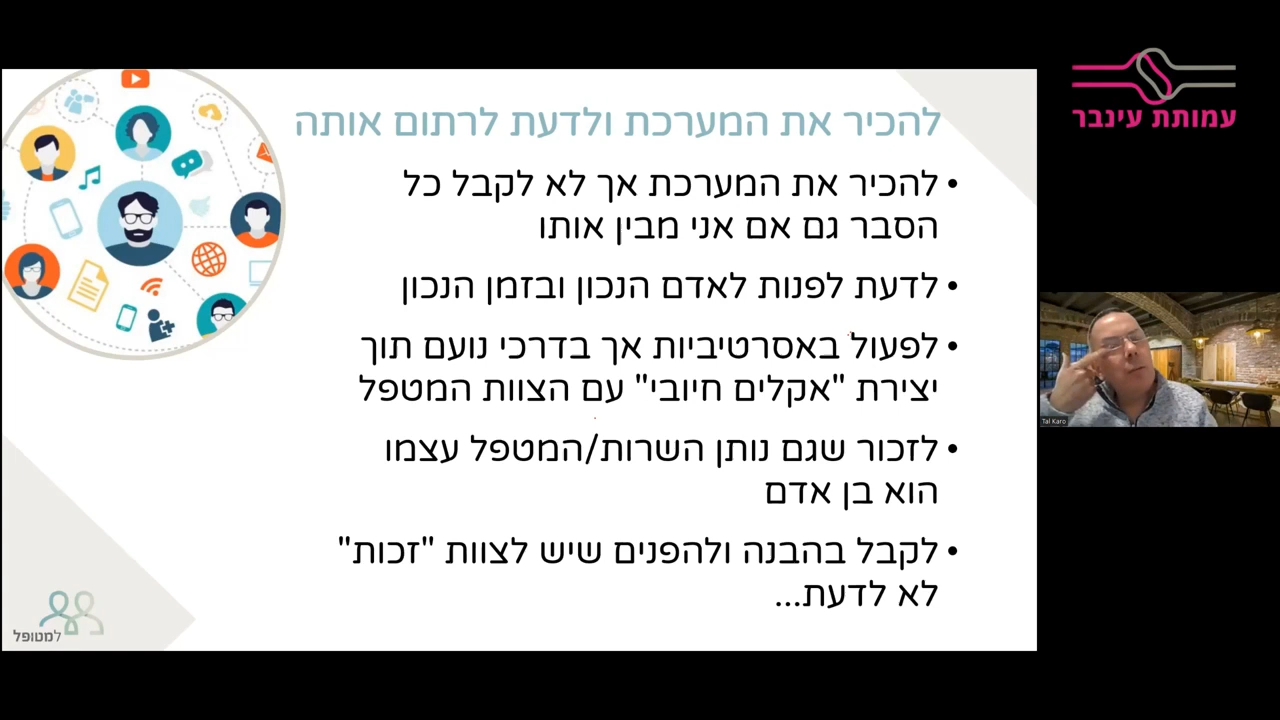 עמותת עינבר
להכיר את המערכת ולדעת לרתום אותה
• להכיר את המערכת אך לא לקבל כל
הסבר גם אם אני מבין אותו
• לדעת לפנות לאדם הנכון ובזמן הנכון
• לפעול באסרטיביות אך בדרכי נועם תוך
יצירת "אקלים חיובי" עם הצוות המטפל
• לזכור שגם נותן השרות/המטפל עצמו
הוא בן אדם
• לקבל בהבנה ולהפנים שיש לצוות "זכות"
לא לדעת...
למטופל
Tal Karo